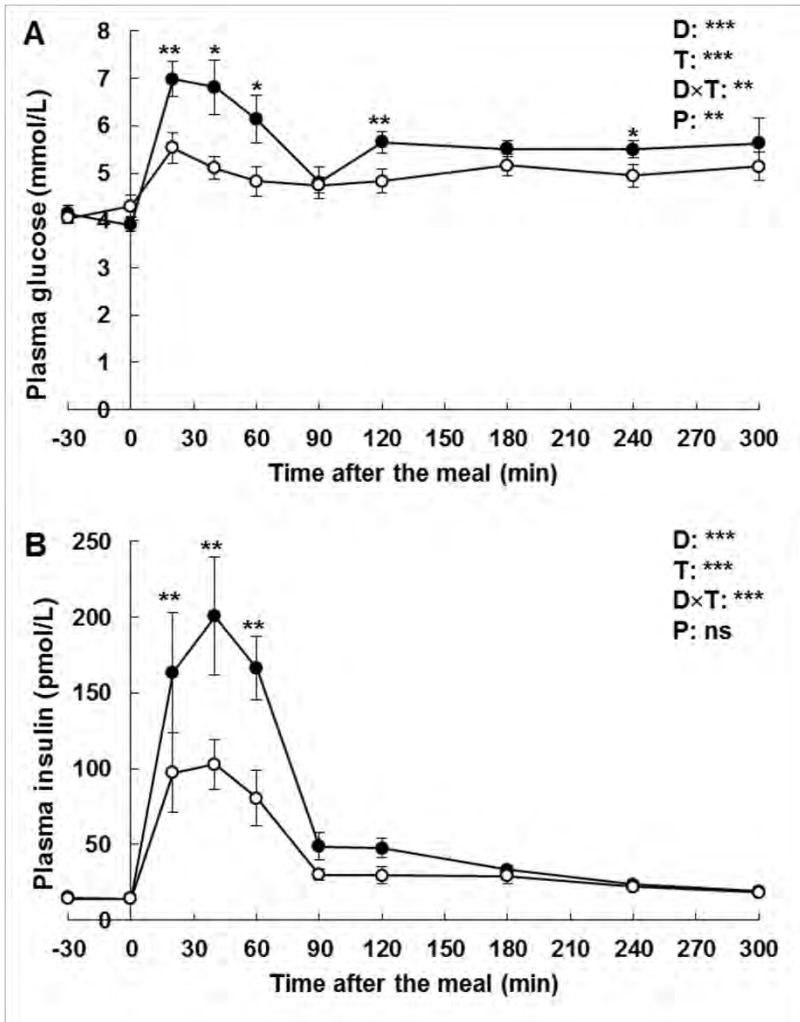 A
8
7
6
5
4
3
2
1
0
Plasma glucose (mmol/L)
** * * ** *
D: ***
T: ***
D×T: **
P: **
-30 0 30 60 90 120 150 180 210 240 270 300
Time after the meal (min)
B
250
200
150
100
50
0
Plasma insulin (pmol/L)
** ** **
D: ***
T: ***
D×T: ***
P: ns
-30 0 30 60 90 120 150 180 210 240 270 300
Time after the meal (min)